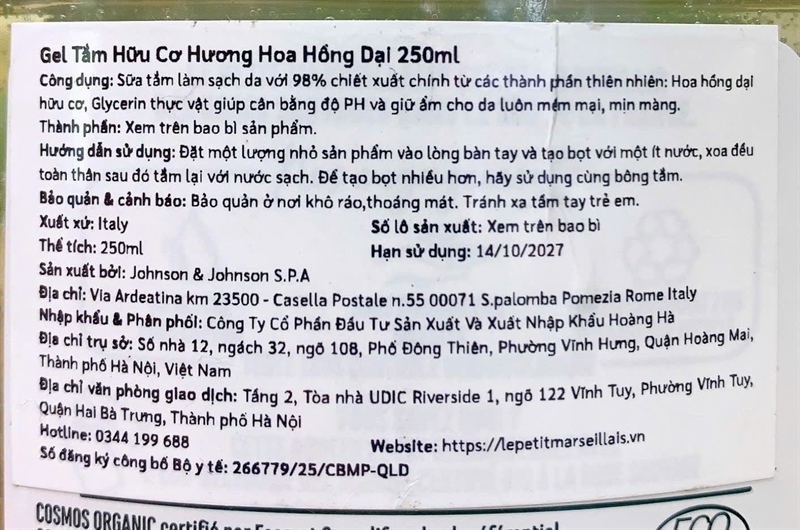 Gel Tắm Hữu Cơ Hương Hoa Hồng Dại 250ml
Công dụng: Sữa tắm làm sạch da với 98% chiết xuất chính từ các thành phần thiên nhiên: Hoa hồng dại
hữu cơ, Glycerin thực vật giúp cân bằng độ PH và giữ ẩm cho da luôn mềm mại, mịn màng.
Thành phần: Xem trên bao bì sản phẩm.
Hướng dẫn sử dụng: Đặt một lượng nhỏ sản phẩm vào lòng bàn tay và tạo bọt với một ít nước, xoa đều
toàn thân sau đó tắm lại với nước sạch. Để tạo bọt nhiều hơn, hãy sử dụng cùng bông tắm.
Bảo quản & cảnh báo: Bảo quản ở nơi khô ráo,thoáng mát. Tránh xa tầm tay trẻ em.
Xuất xứ: Italy Số lô sản xuất: Xem trên bao bì
Thể tích: 250ml Hạn sử dụng: 14/10/2027
Sản xuất bởi: Johnson & Johnson S.P.A
Địa chỉ: Via Ardeatina km 23500 - Casella Postale n.55 00071 S.palomba Pomezia Rome Italy
Nhập khẩu & Phân phối: Công Ty Cổ Phần Đầu Tư Sản Xuất Và Xuất Nhập Khẩu Hoàng Hà
Địa chỉ trụ sở: Số nhà 12, ngách 32, ngõ 108, Phố Đông Thiên, Phường Vĩnh Hưng, Quận Hoàng Mai,
Thành phố Hà Nội, Việt Nam
Địa chỉ văn phòng giao dịch: Tầng 2, Tòa nhà UDIC Riverside 1, ngõ 122 Vĩnh Tuy, Phường Vĩnh Tuy,
Quận Hai Bà Trưng, Thành phố Hà Nội
Hotline: 0344 199 688 Website: https://lepetitmarseillais.vn
Số đăng ký công bố Bộ y tế: 266779/25/CBMP-QLD
COSMOS ORGANIC certifié par